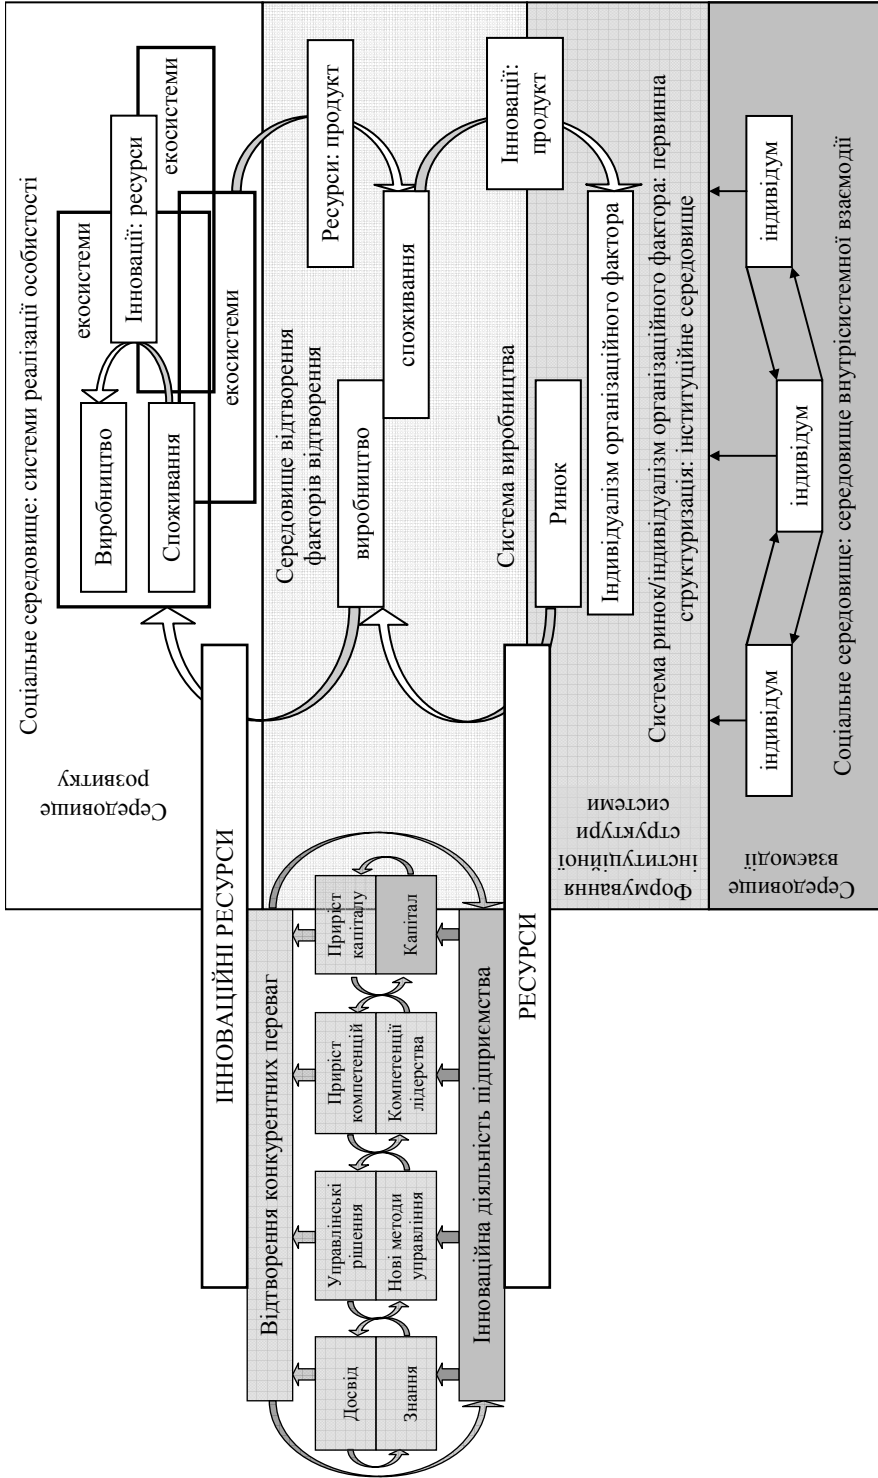 Відтворення конкурентних переваг
Досвід
Знання
Управлінські
рішення
Нові методи
управління
Приріст
компетенцій
Компетенції
лідерства
Приріст
капіталу
Капітал
Інноваційна діяльність підприємства
ІННОВАЦІЙНІ РЕСУРСИ
РЕСУРСИ
Середовище
розвитку
Соціальне середовище: системи реалізації особистості
екосистеми
Виробництво
Споживання
Інновації: ресурси
екосистеми
екосистеми
Середовище відтворення
факторів відтворення
виробництво
споживання
Ресурси: продукт
Система виробництва
Інновації:
продукт
Ринок
Індивідуалізм організаційного фактора
Формування
інституційної
структури
системи
Система ринок/індивідуалізм організаційного фактора: первинна
структуризація: інституційне середовище
Середовище
взаємодії
індивідум
індивідум
індивідум
Соціальне середовище: середовище внутрісистемної взаємодії